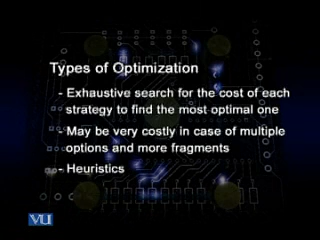 Types of Optimization
- Exhaustive search for the cost of each
strategy to find the most optimal one
- May be very costly in case of multiple
options and more fragments
- Heuristics
VU